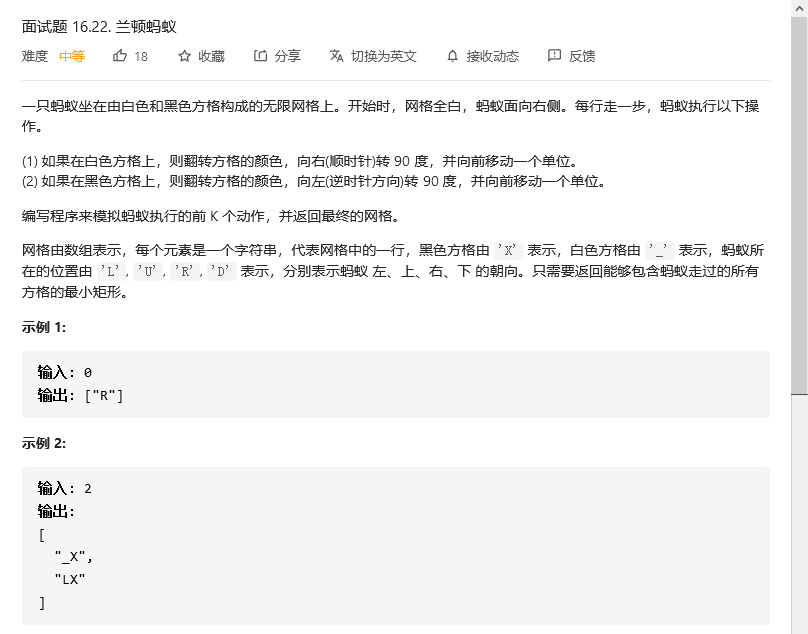 面试题 16.22. 兰顿蚂蚁
难度 中等 18 收藏 分享 切换为英文 接收动态 反馈
一只蚂蚁坐在由白色和黑色方格构成的无限网格上。开始时，网格全白，蚂蚁面向右侧。每行走一步，蚂蚁执行以下操
作。
(1) 如果在白色方格上，则翻转方格的颜色，向右(顺时针)转 90 度，并向前移动一个单位。
(2) 如果在黑色方格上，则翻转方格的颜色，向左(逆时针方向)转 90 度，并向前移动一个单位。
编写程序来模拟蚂蚁执行的前 K 个动作，并返回最终的网格。
网格由数组表示，每个元素是一个字符串，代表网格中的一行，黑色方格由 'X' 表示，白色方格由 '_' 表示，蚂蚁所
在的位置由 'L', 'U', 'R', 'D' 表示，分别表示蚂蚁 左、上、右、下 的朝向。只需要返回能够包含蚂蚁走过的所有
方格的最小矩形。
示例 1:
输入: 0
输出: ["R"]
示例 2:
输入: 2
输出:
[
"_X",
"LX"
]